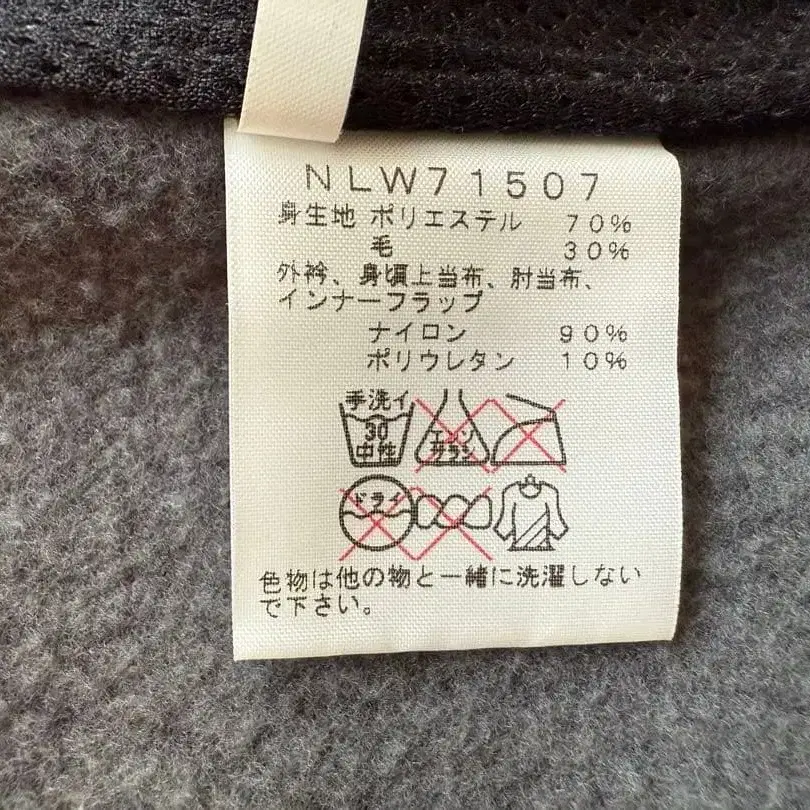 NLW71507
身生地 ポリエステル 70%
毛 30%
外衿、身頃上当布、肘当布、
インナーフラップ
ナイロン 90%
ポリウレタン 10%
手洗イ
30
中性
エンソ
サラシ
ドライ
色物は他の物と一緒に洗濯しない
で下さい。